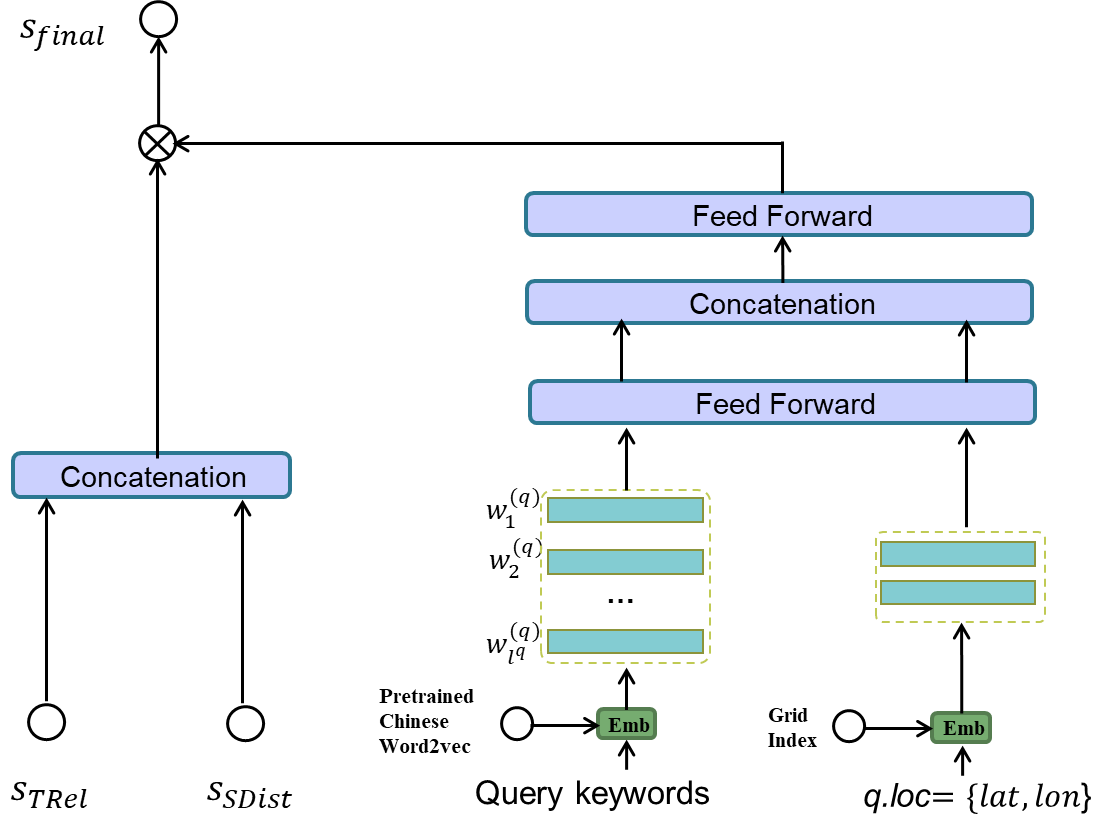 s_{final}
Feed Forward
Concatenation
Feed Forward
Concatenation
w_1^{(q)}
w_2^{(q)}
...
w_{l^q}^{(q)}
Pretrained
Chinese
Word2vec
Emb
Grid
Index
Emb
s_{TRel}
s_{SDist}
Query keywords
q.loc= {lat, lon}